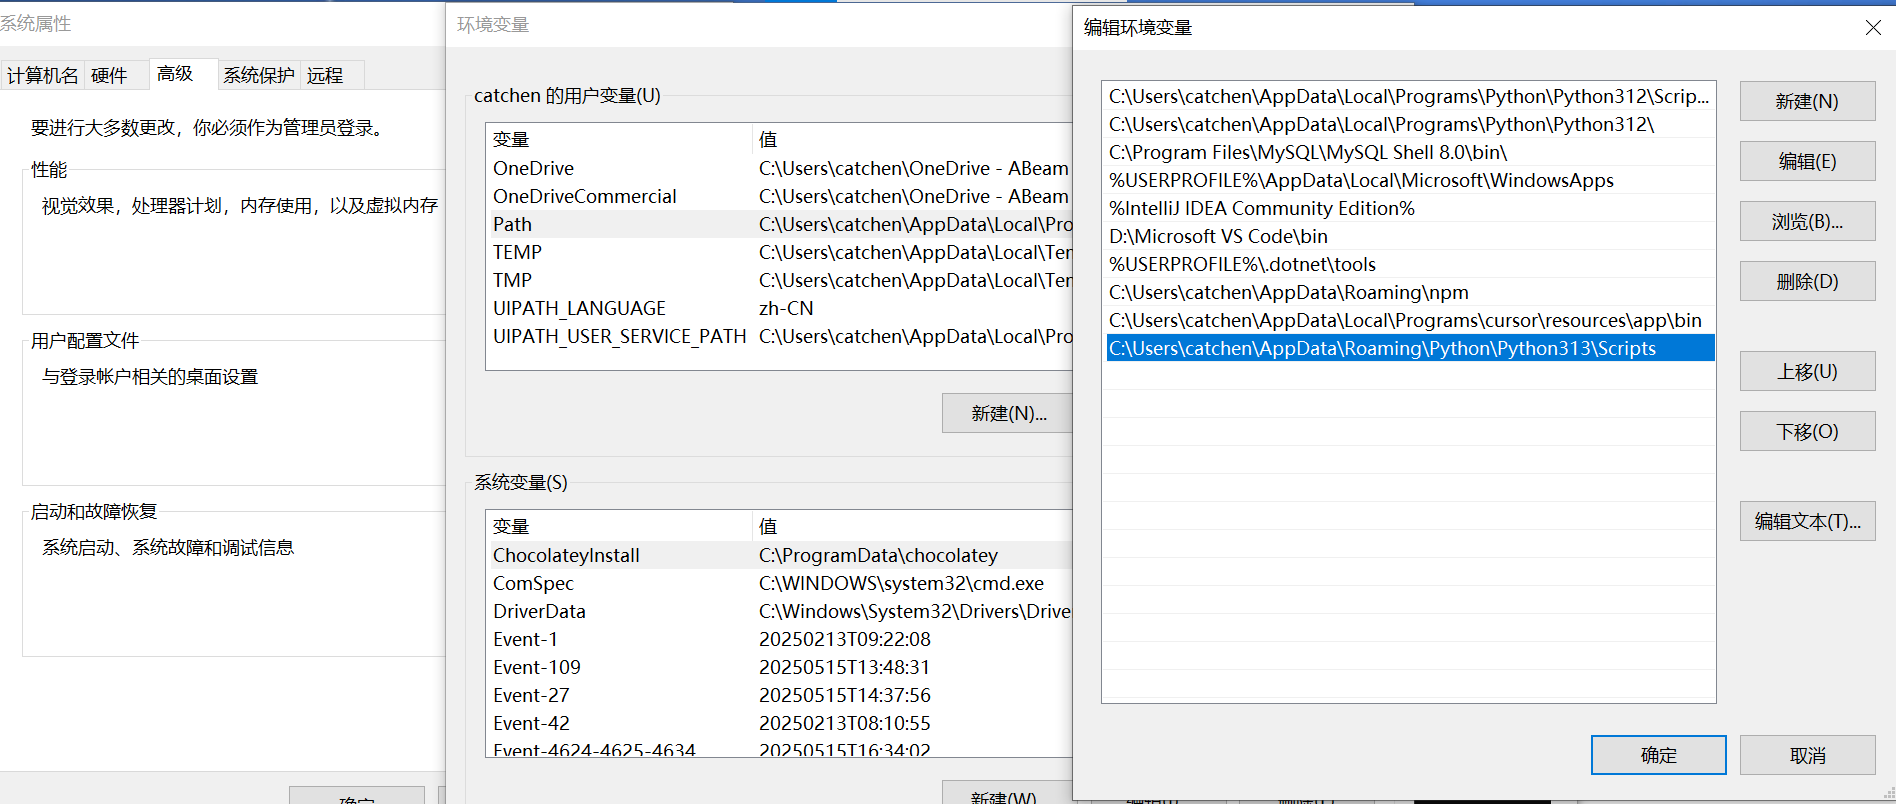 系统属性
计算机名
硬件
高级
系统保护
远程
要进行大多数更改，你必须作为管理员登录。
性能
视觉效果，处理器计划，内存使用，以及虚拟内存
用户配置文件
与登录帐户相关的桌面设置
启动和故障恢复
系统启动、系统故障和调试信息
环境变量
catchen 的用户变量(U)
变量 值
OneDrive C:\Users\catchen\OneDrive - ABeam
OneDriveCommercial C:\Users\catchen\OneDrive - ABeam
Path C:\Users\catchen\AppData\Local\Pro
TEMP C:\Users\catchen\AppData\Local\Ter
TMP C:\Users\catchen\AppData\Local\Ter
UIPATH_LANGUAGE zh-CN
UIPATH_USER_SERVICE_PATH C:\Users\catchen\AppData\Local\Pro
新建(N)...
系统变量(S)
变量 值
ChocolateyInstall C:\ProgramData\chocolatey
ComSpec C:\WINDOWS\system32\cmd.exe
DriverData C:\Windows\System32\Drivers\Drive
Event-1 20250213T09:22:08
Event-109 20250515T13:48:31
Event-27 20250515T14:37:56
Event-42 20250213T08:10:55
Event-4624-4625-4634 20250515T16:34:02
新建(W)
编辑环境变量
C:\Users\catchen\AppData\Local\Programs\Python\Python312\Scrip...
C:\Users\catchen\AppData\Local\Programs\Python\Python312\
C:\Program Files\MySQL\MySQL Shell 8.0\bin\
%USERPROFILE%\AppData\Local\Microsoft\WindowsApps
%IntelliJ IDEA Community Edition%
D:\Microsoft VS Code\bin
%USERPROFILE%\.dotnet\tools
C:\Users\catchen\AppData\Roaming\npm
C:\Users\catchen\AppData\Local\Programs\cursor\resources\app\bin
C:\Users\catchen\AppData\Roaming\Python\Python313\Scripts
新建(N)
编辑(E)
浏览(B)...
删除(D)
上移(U)
下移(O)
编辑文本(T)...
确定
取消